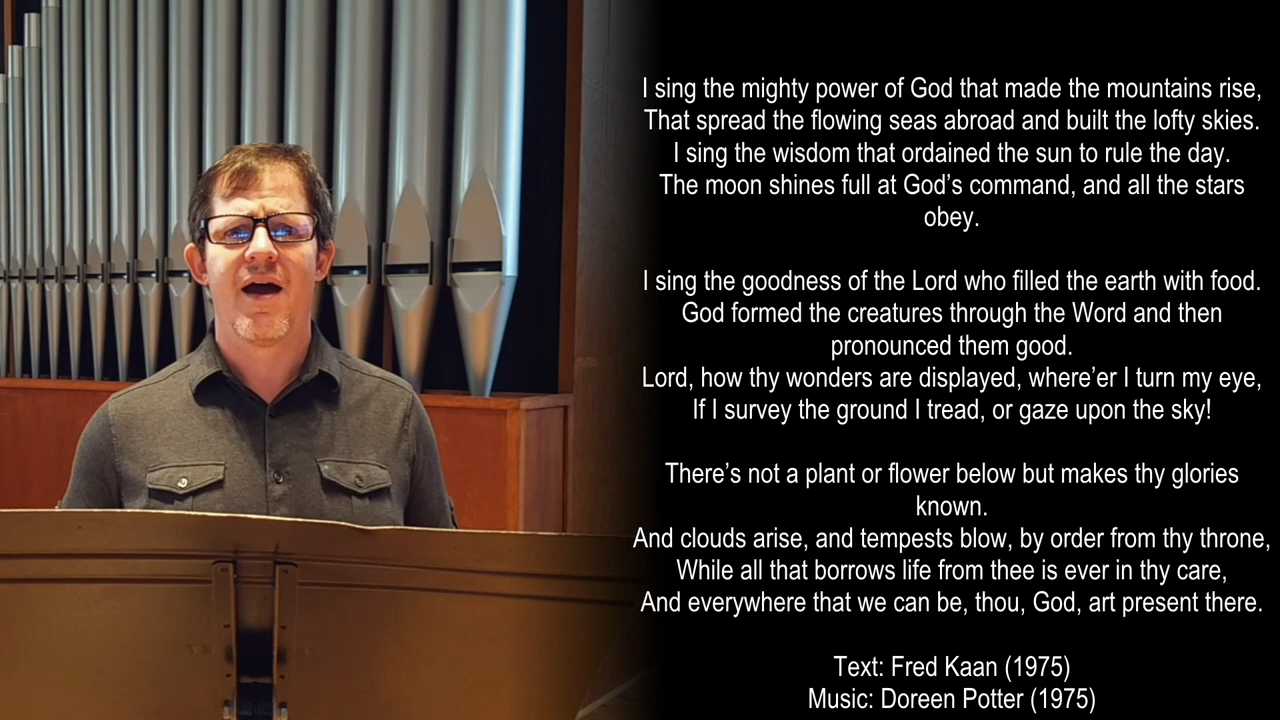 I sing the mighty power of God that made the mountains rise,
That spread the flowing seas abroad and built the lofty skies.
I sing the wisdom that ordained the sun to rule the day.
The moon shines full at God’s command, and all the stars
obey.
I sing the goodness of the Lord who filled the earth with food.
God formed the creatures through the Word and then
pronounced them good.
Lord, how thy wonders are displayed, where’er I turn my eye,
If I survey the ground I tread, or gaze upon the sky!
There’s not a plant or flower below but makes thy glories
known.
And clouds arise, and tempests blow, by order from thy throne,
While all that borrows life from thee is ever in thy care,
And everywhere that we can be, thou, God, art present there.
Text: Fred Kaan (1975)
Music: Doreen Potter (1975)